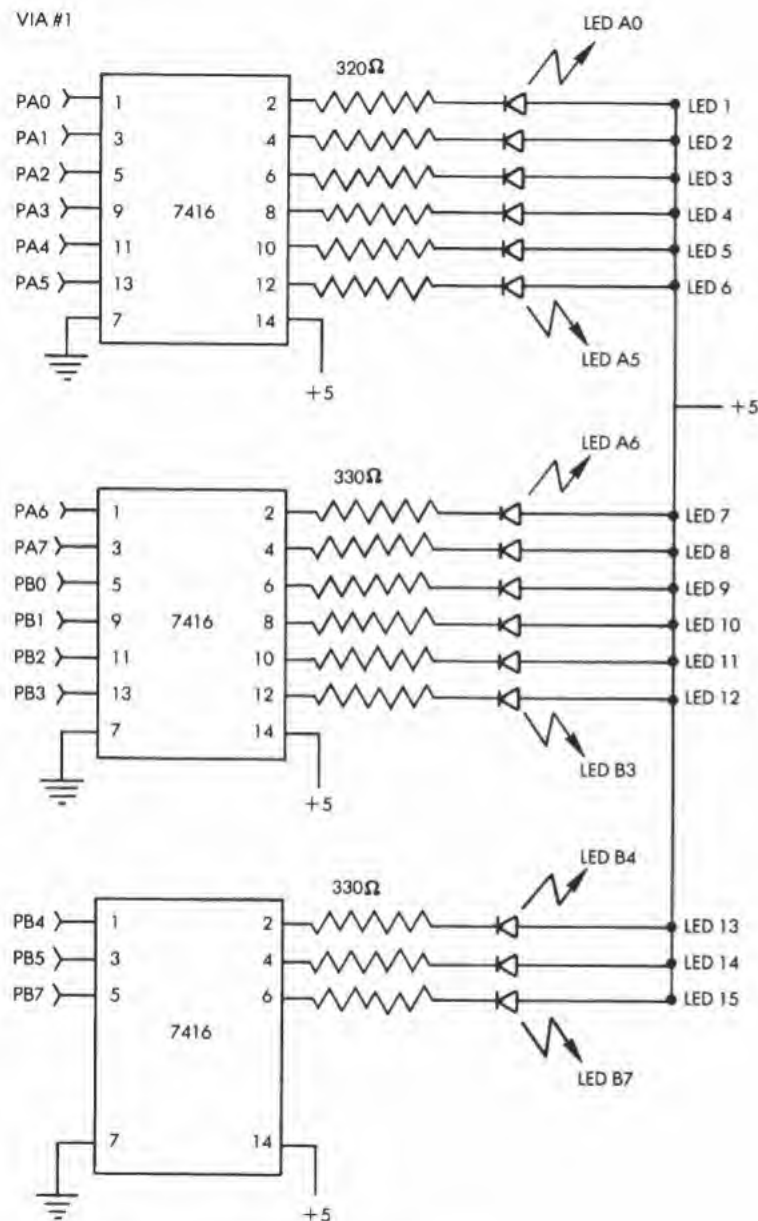 VIA #1
LED A0
320Ω
PA0 1 2 LED 1
PA1 3 4 LED 2
PA2 5 6 LED 3
PA3 9 7416 8 LED 4
PA4 11 10 LED 5
PA5 13 12 LED 6
7 14
LED A5
+5
+5
LED A6
330Ω
PA6 1 2 LED 7
PA7 3 4 LED 8
PB0 5 6 LED 9
PB1 9 7416 8 LED 10
PB2 11 10 LED 11
PB3 13 12 LED 12
7 14
LED B3
+5
LED B4
330Ω
PB4 1 2 LED 13
PB5 3 4 LED 14
PB7 5 6 LED 15
7416
LED B7
7 14
+5